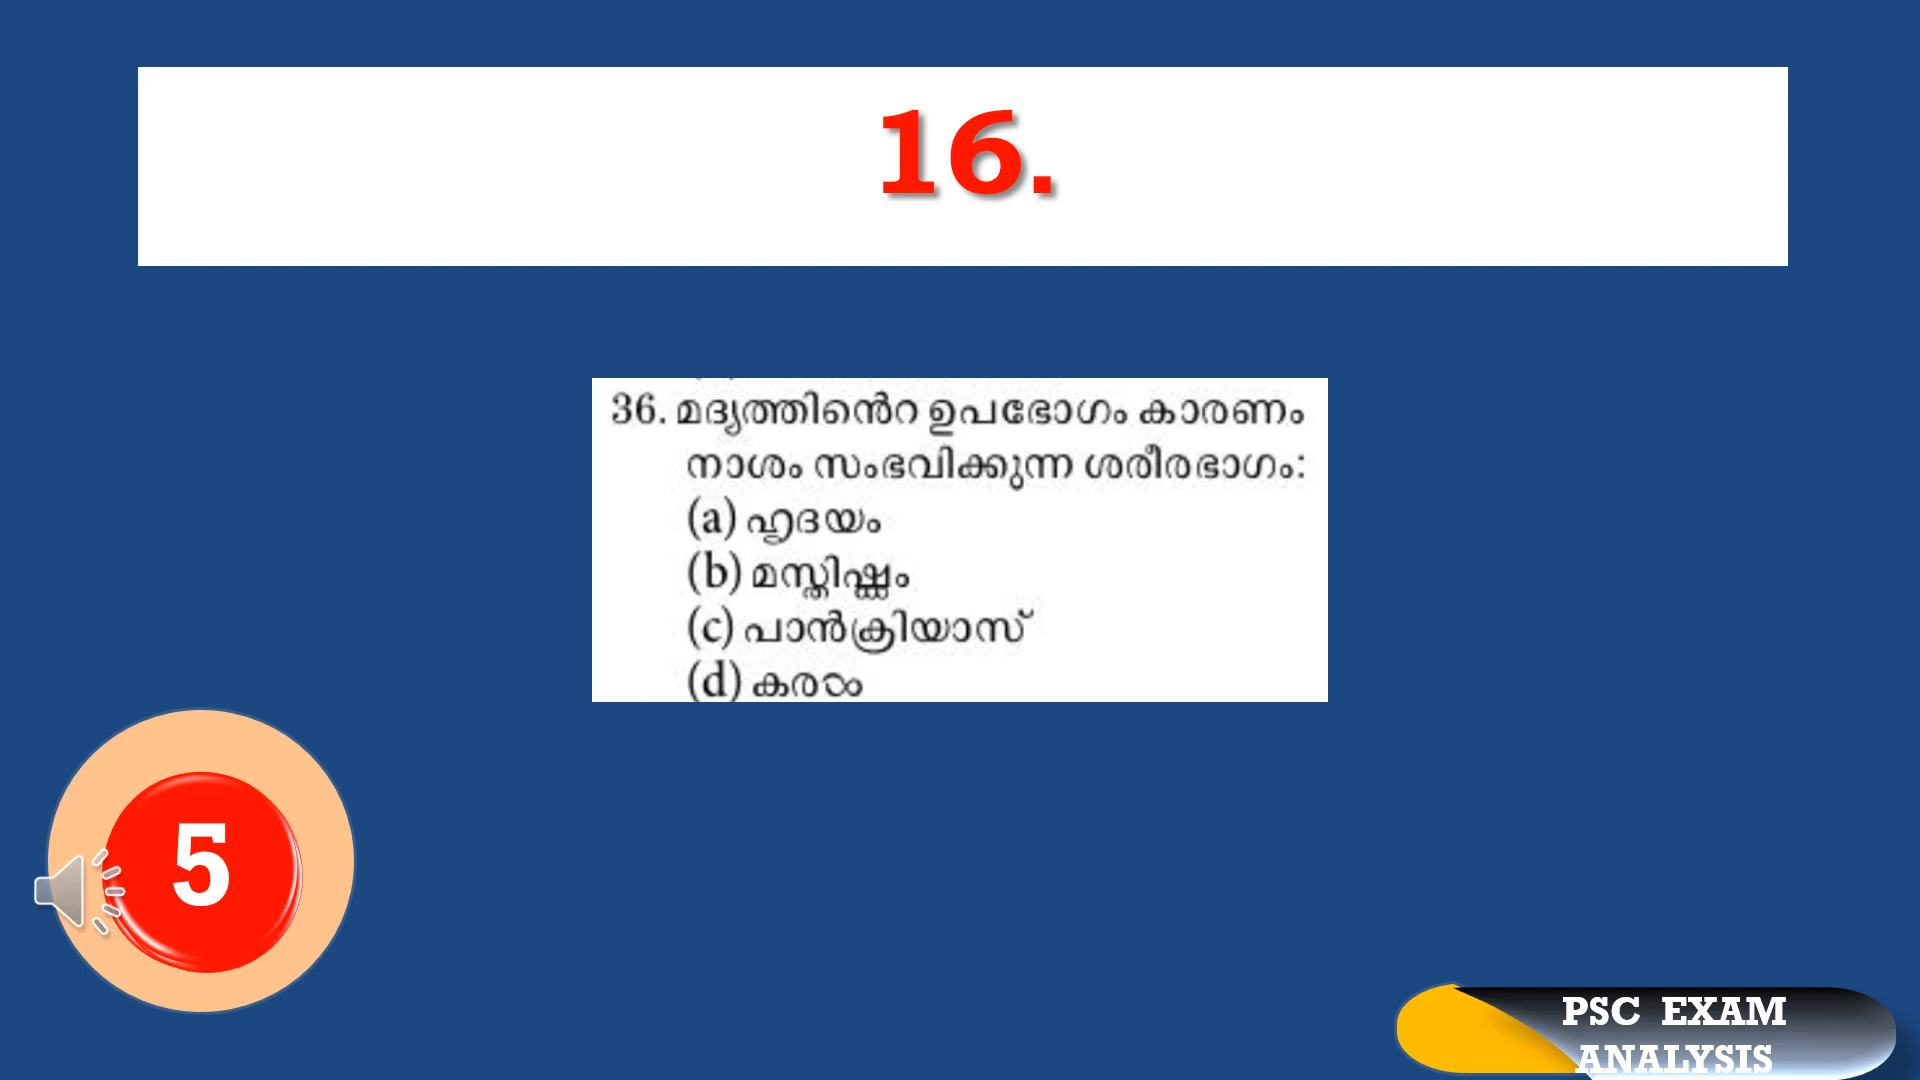 16.
36. മദ്യത്തിൻെറ ഉപഭോഗം കാരണം
നാശം സംഭവിക്കുന്ന ശരീരഭാഗം:
(a) ഹൃദയം
(b) മസ്തിഷ്ക്കം
(c) പാൻക്രിയാസ്
(d) കരൾ
5
PSC EXAM
ANALYSIS